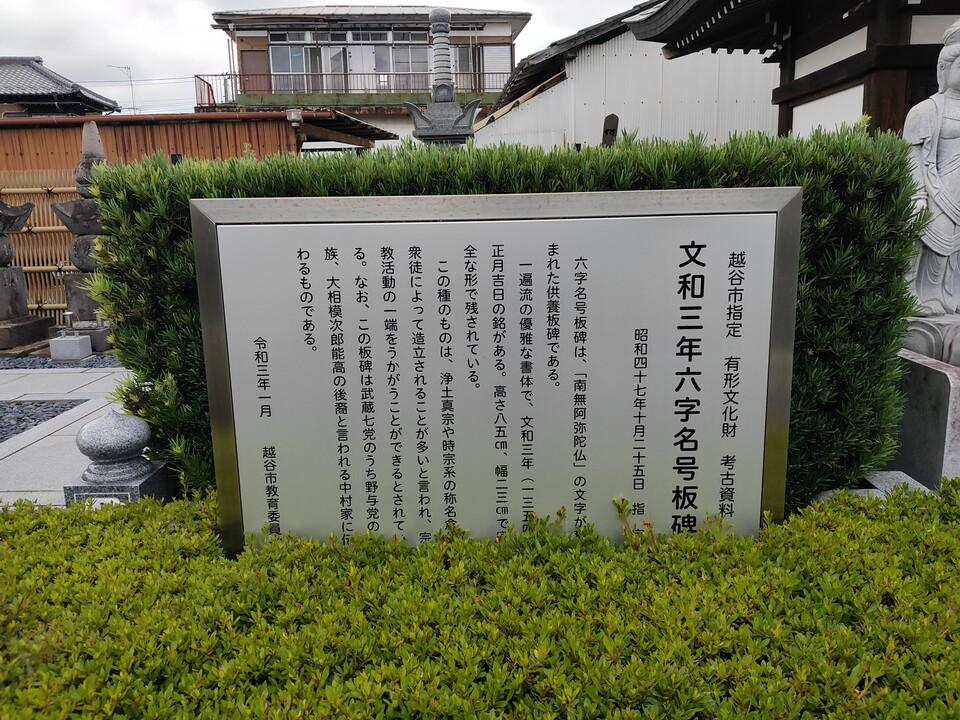 越谷市指定 有形文化財 考古資料
文和三年六字名号板碑
昭和四十七年十月二十五日 指
六字名号板碑は、「南無阿弥陀仏」の文字が
まれた供養板碑である。
一遍流の優雅な書体で、文和三年（一三五
正月吉日の銘がある。高さ八五㎝、幅二三㎝で
全な形で残されている。
この種のものは、浄土真宗や時宗系の称名
衆徒によって造立されることが多いと言われ、宗
教活動の一端をうかがうことができるとされて
る。なお、この板碑は武蔵七党のうち野与党の
族、大相模次郎能高の後裔と言われる中村家に
わるものである。
令和三年一月 越谷市教育委